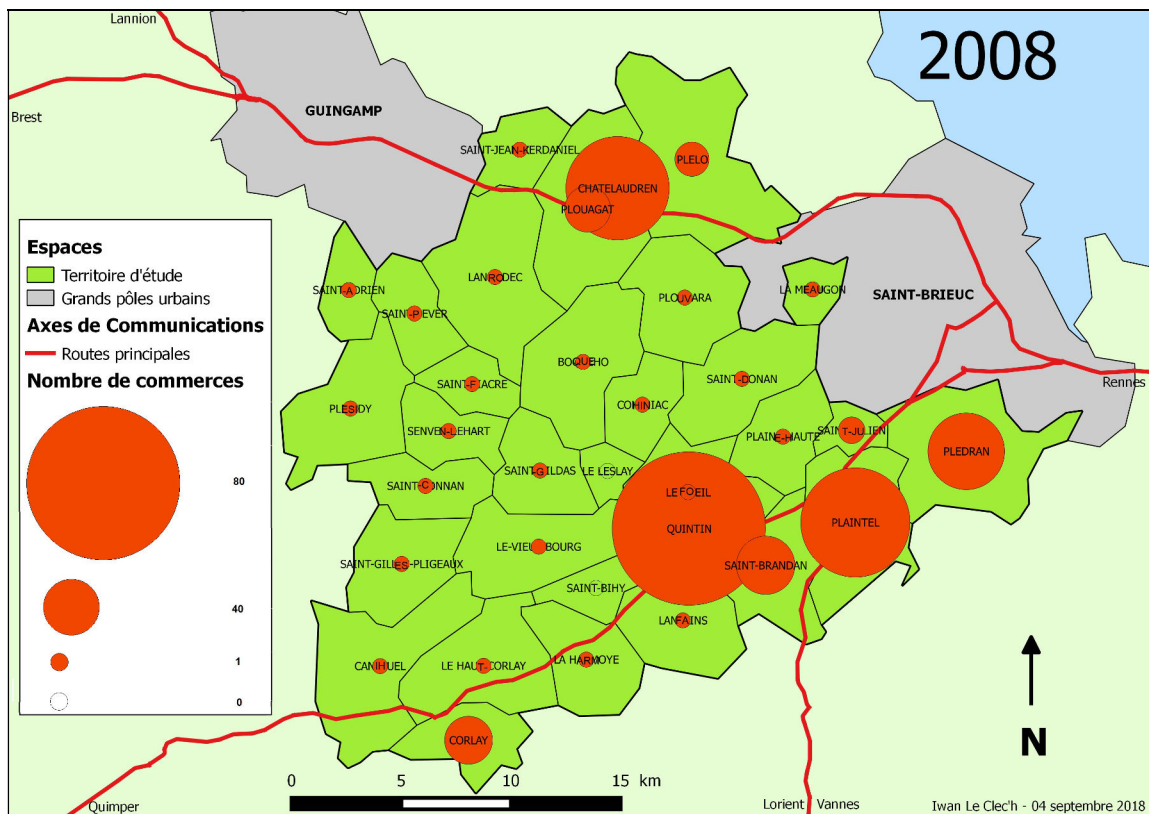 Lannion
2008
Brest
GUINGAMP
SAINT-JEAN-KERDANIEL
PLELO
CHATELAUDREN
PLOUAGAT
Espaces
Territoire d'étude
Grands pôles urbains
Axes de Communications
Routes principales
Nombre de commerces
80
40
1
0
LANRODEC
SAINT-ADRIEN
PLOUVARA
LA MEAUGON
SAINT-BRIEUC
SAINT-PEVER
BOQUEHO
SAINT-FIACRE
SAINT-DONAN
Rennes
PLESIDY
COHINIAC
SENVEN-LEHART
PLAINE-HAUTE
SAINT-JULIEN
PLEDRAN
SAINT-GILDAS
LE LESLAY
SAINT-CONNAN
LE FOEIL
QUINTIN
PLAINTEL
LE-VIEUX-BOURG
SAINT-GILLES-PLIGEAUX
SAINT-BRANDAN
SAINT-BIHY
LANFAINS
CANIHUEL
LE HAUT-CORLAY
LA HARMOYE
CORLAY
N
0 5 10 15 km
Quimper
Lorient
Vannes
Iwan Le Clec'h - 04 septembre 2018